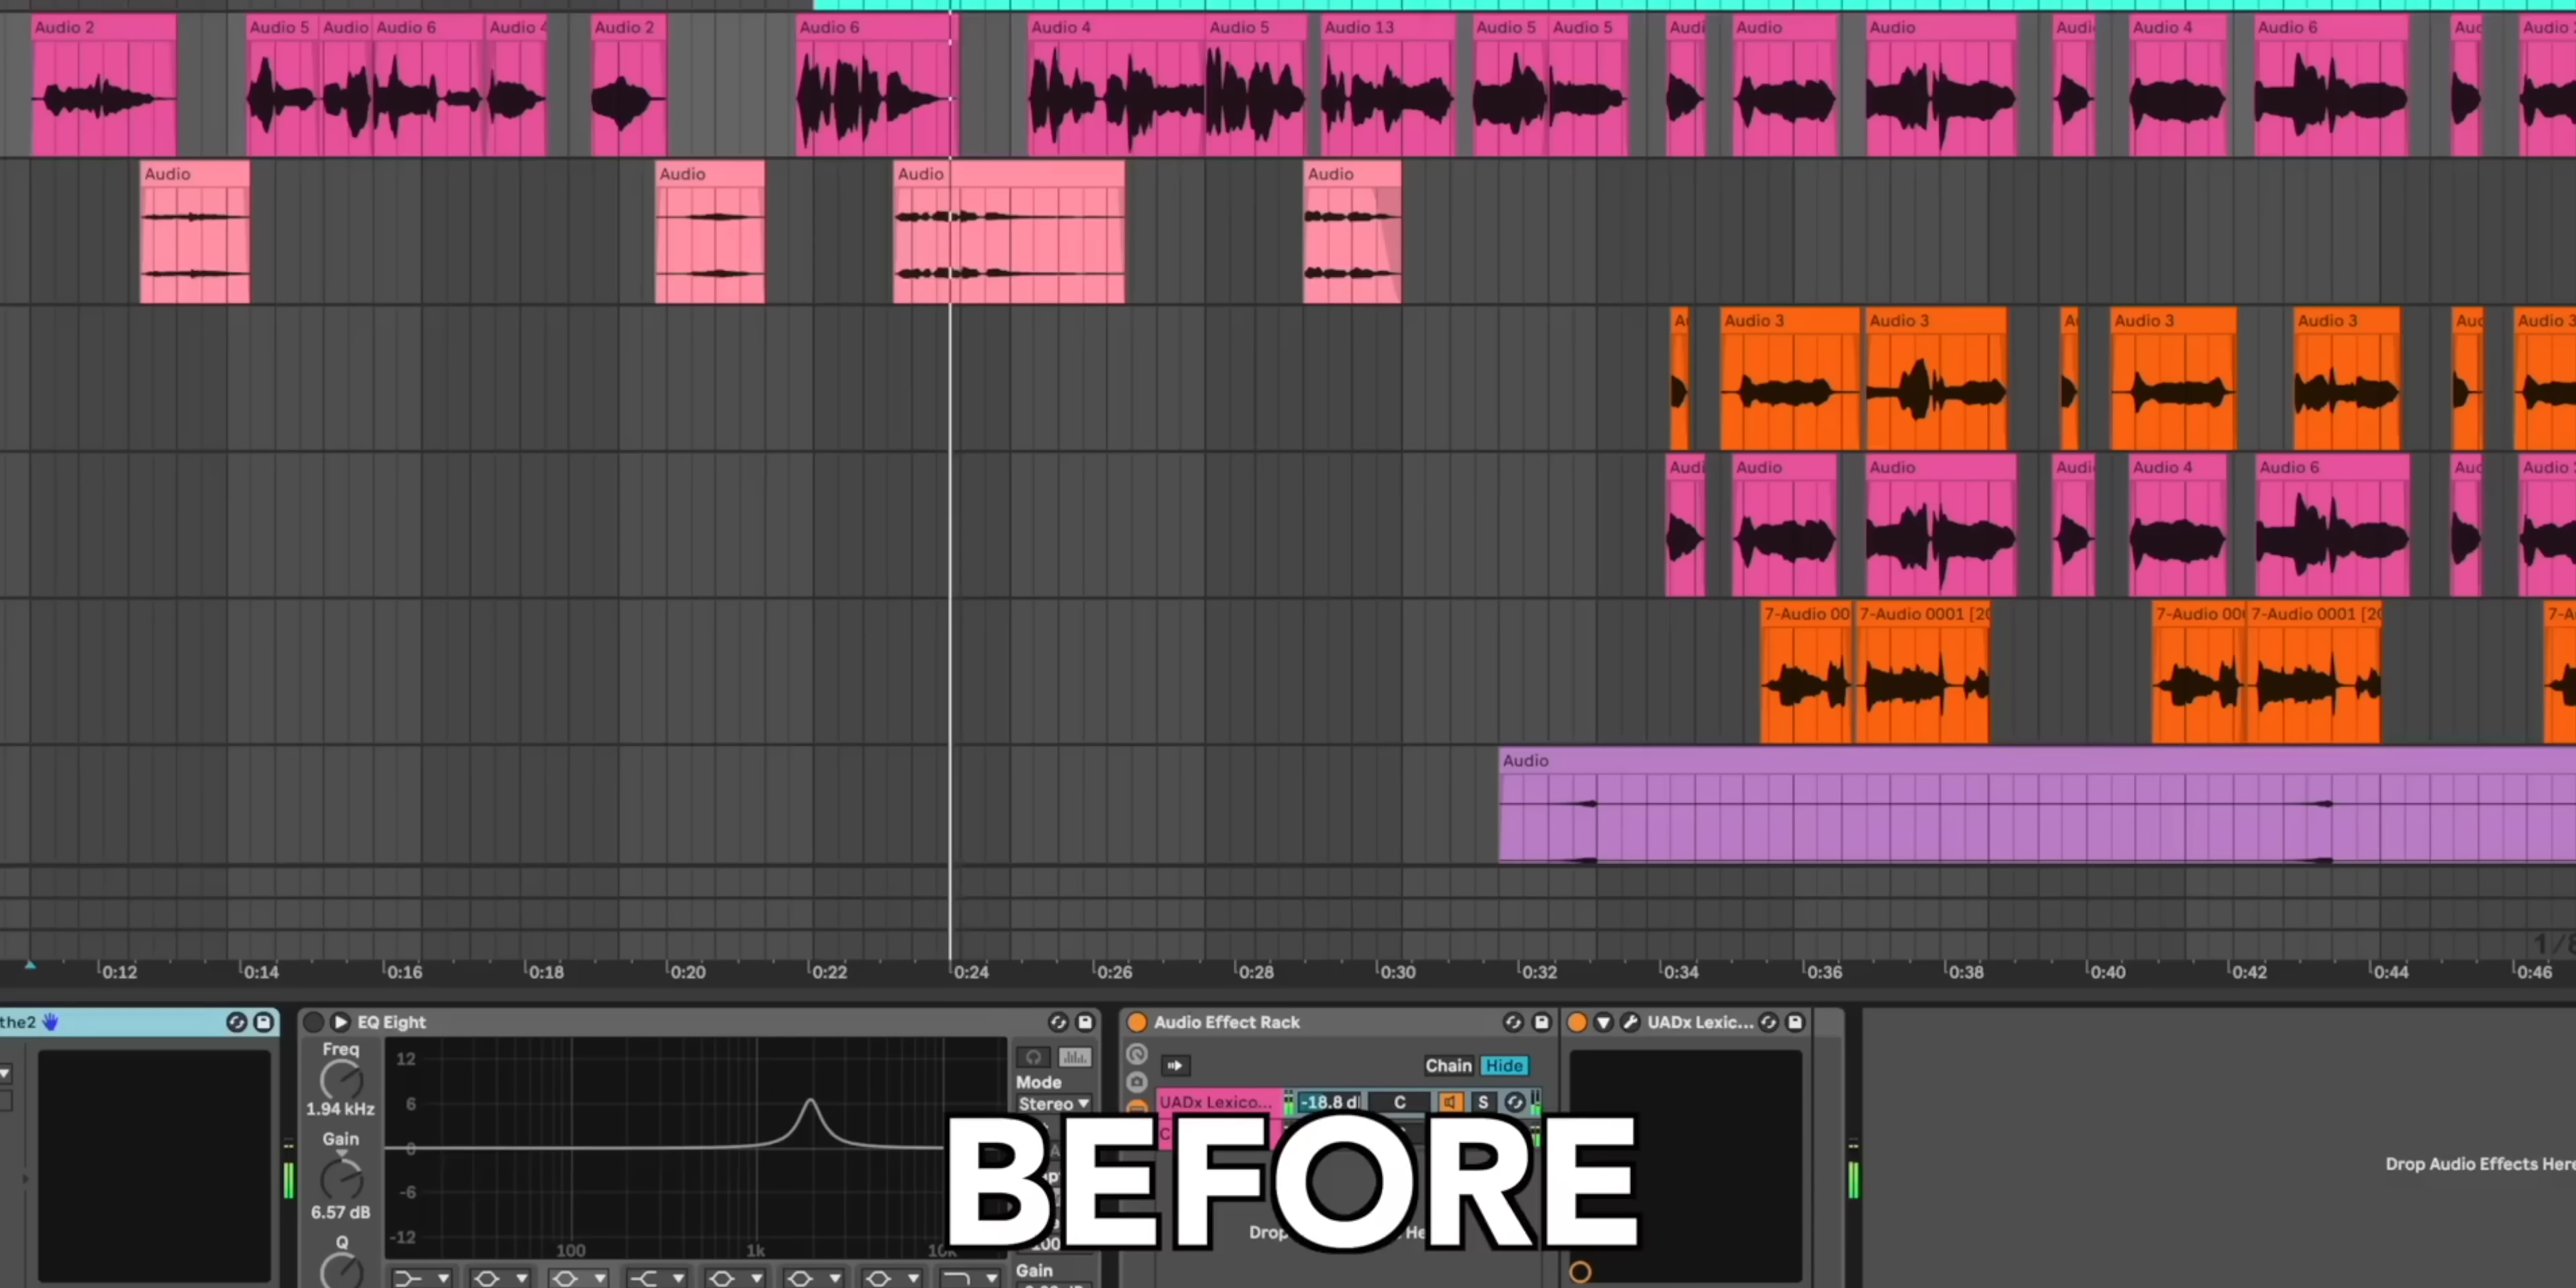 Audio 2 Audio 5 Audio Audio 6 Audio 4 Audio 2 Audio 6 Audio 4 Audio 5 Audio 13 Audio 5 Audio 5 Audi Audio Audio Audi Audio 4 Audio 6 Auc Audio
Audio Audio Audio Audio
A Audio 3 Audio 3 A Audio 3 Audio 3 Auc Audio 3
Audi Audio Audio Audi Audio 4 Audio 6 Auc Audio
7-Audio 00 7-Audio 0001 [20 7-Audio 00 7-Audio 0001 [20 7-A
Audio
1/8
0:12 0:14 0:16 0:18 0:20 0:22 0:24 0:26 0:28 0:30 0:32 0:34 0:36 0:38 0:40 0:42 0:44 0:46
the2 EQ Eight Audio Effect Rack UADx Lexic...
Freq
1.94 kHz
Gain
6.57 dB
Q
12
6
0
-6
-12
100 1k 10k
Mode
Stereo
Gain
Chain Hide
UADx Lexico... -18.8 d C S
C
Drop
He
Drop Audio Effects Here
BEFORE